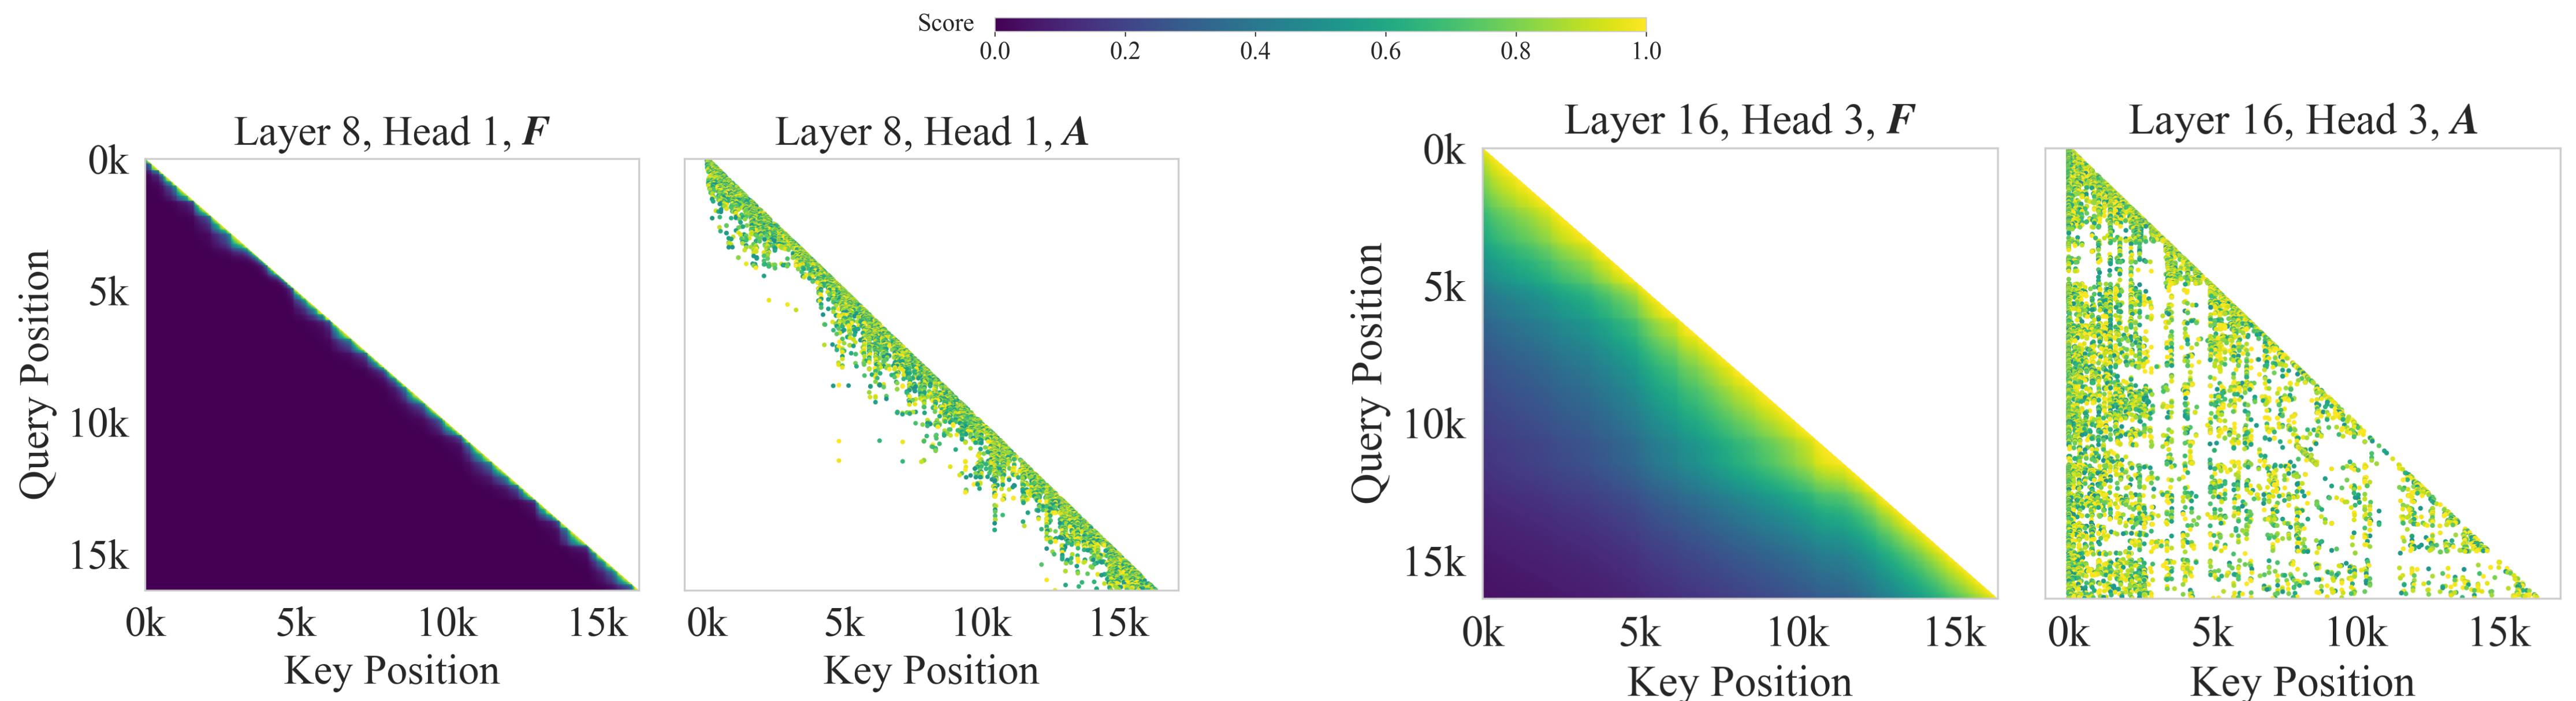 Score
0.0 0.2 0.4 0.6 0.8 1.0
Layer 8, Head 1, F
Layer 8, Head 1, A
Layer 16, Head 3, F
Layer 16, Head 3, A
Query Position
0k
5k
10k
15k
0k 5k 10k 15k
Key Position
0k 5k 10k 15k
Key Position
Query Position
0k
5k
10k
15k
0k 5k 10k 15k
Key Position
0k 5k 10k 15k
Key Position